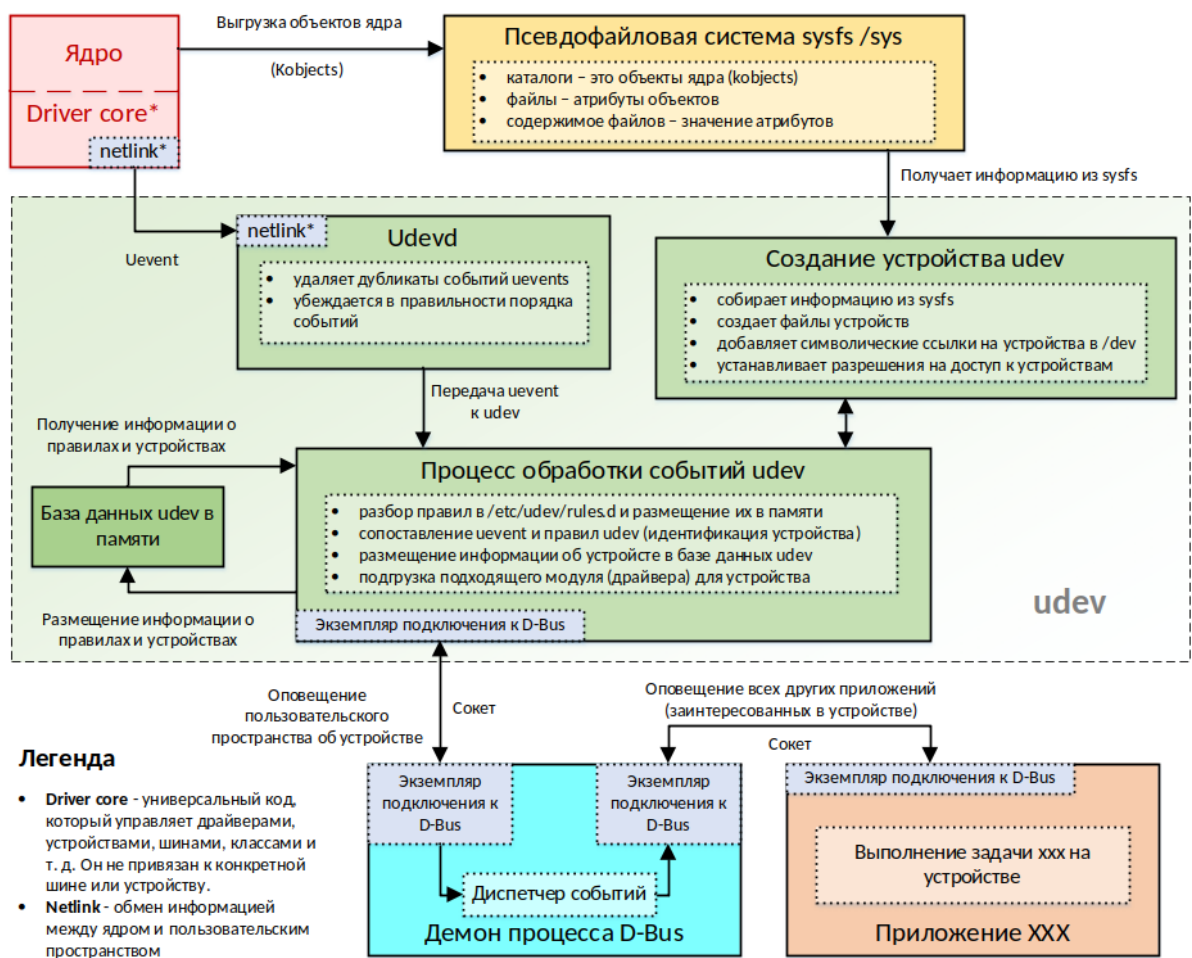 Ядро
Driver core*
netlink*
Выгрузка объектов ядра
(Kobjects)
Псевдофайловая система sysfs /sys
• каталоги – это объекты ядра (kobjects)
• файлы – атрибуты объектов
• содержимое файлов – значение атрибутов
Получает информацию из sysfs
Uevent
netlink*
Udevd
• удаляет дубликаты событий uevents
• убеждается в правильности порядка
событий
Создание устройства udev
• собирает информацию из sysfs
• создает файлы устройств
• добавляет символические ссылки на устройства в /dev
• устанавливает разрешения на доступ к устройствам
Передача uevent
к udev
Получение информации о
правилах и устройствах
База данных udev в
памяти
Размещение информации о
правилах и устройствах
Процесс обработки событий udev
• разбор правил в /etc/udev/rules.d и размещение их в памяти
• сопоставление uevent и правил udev (идентификация устройства)
• размещение информации об устройсте в базе данных udev
• подгрузка подходящего модуля (драйвера) для устройства
Экземпляр подключения к D-Bus
udev
Оповещение
пользовательского
пространства об устройстве
Сокет
Оповещение всех других приложений
(заинтересованных в устройстве)
Сокет
Легенда
• Driver core - универсальный код,
который управляет драйверами,
устройствами, шинами, классами и
т. д. Он не привязан к конкретной
шине или устройству.
• Netlink - обмен информацией
между ядром и пользовательским
пространством
Экземпляр
подключения к
D-Bus
Экземпляр
подключения к
D-Bus
Диспетчер событий
Демон процесса D-Bus
Экземпляр подключения к D-Bus
Выполнение задачи xxx на
устройстве
Приложение XXX